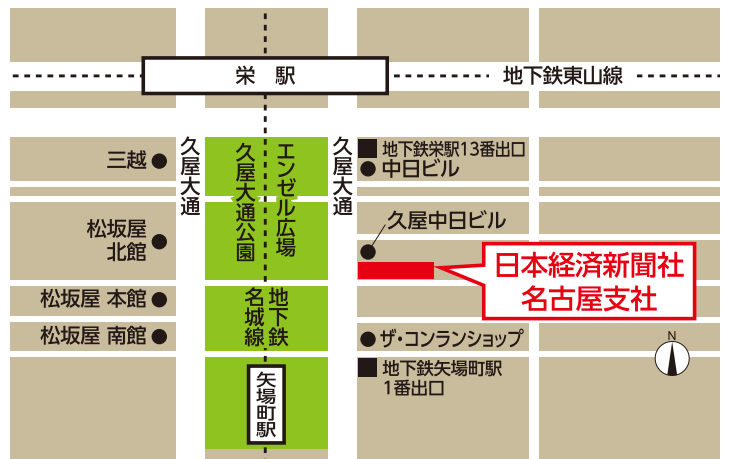 栄 駅
地下鉄東山線
三越
久屋大通
久屋大通公園
エンゼル広場
久屋大通
地下鉄栄駅13番出口
中日ビル
松坂屋
北館
久屋中日ビル
日本経済新聞社
名古屋支社
松坂屋 本館
地下鉄
名城線
松坂屋 南館
ザ・コンランショップ
N
矢場町駅
地下鉄矢場町駅
1番出口